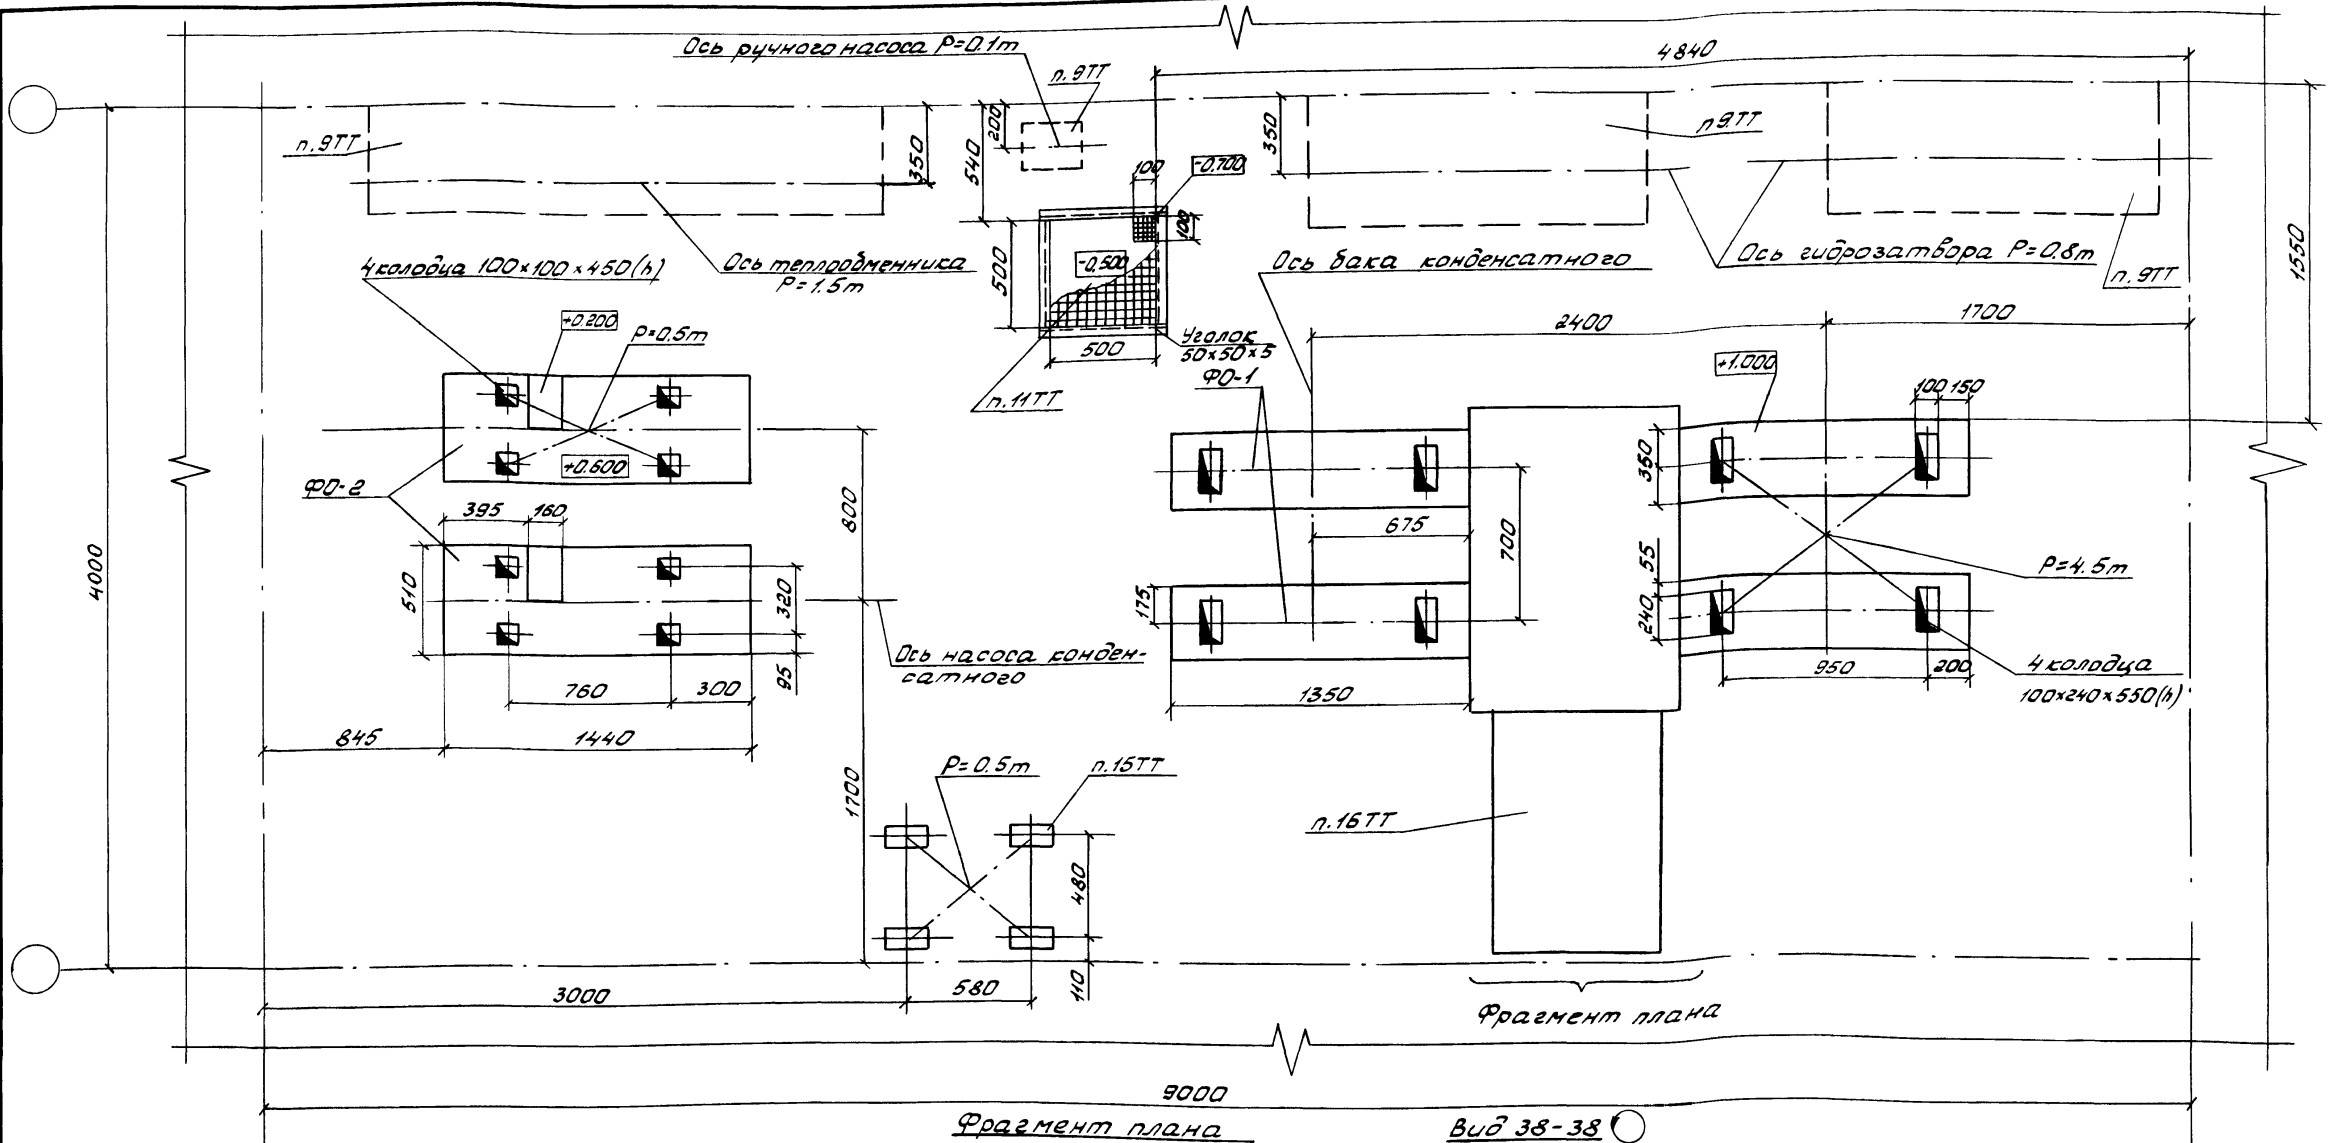 Ось ручного насоса Р=0.1т
4840
п.9ТТ
200
540
350
350
п.9ТТ
п.9ТТ
100
-0.700
100
1550
4колодца 100×100×450(h)
Ось теплообменника
Р=1.5т
500
-0.500
Ось бака конденсатного
Ось гидрозатвора Р=0.8т
п.9ТТ
+0.200
Р=0.5т
500
Уголок
50×50×5
п.11ТТ
2400
1700
ФО-1
+1.000
100 150
+0.600
ФО-2
395
160
800
350
675
700
4000
510
320
95
175
55
240
Р=4.5т
Ось насоса конден-
сатного
760
300
1350
950
200
4колодца
100×240×550(h)
845
1440
1700
Р=0.5т
п.15ТТ
п.16ТТ
480
110
3000
580
Фрагмент плана
9000
Фрагмент плана
Вид 38-38